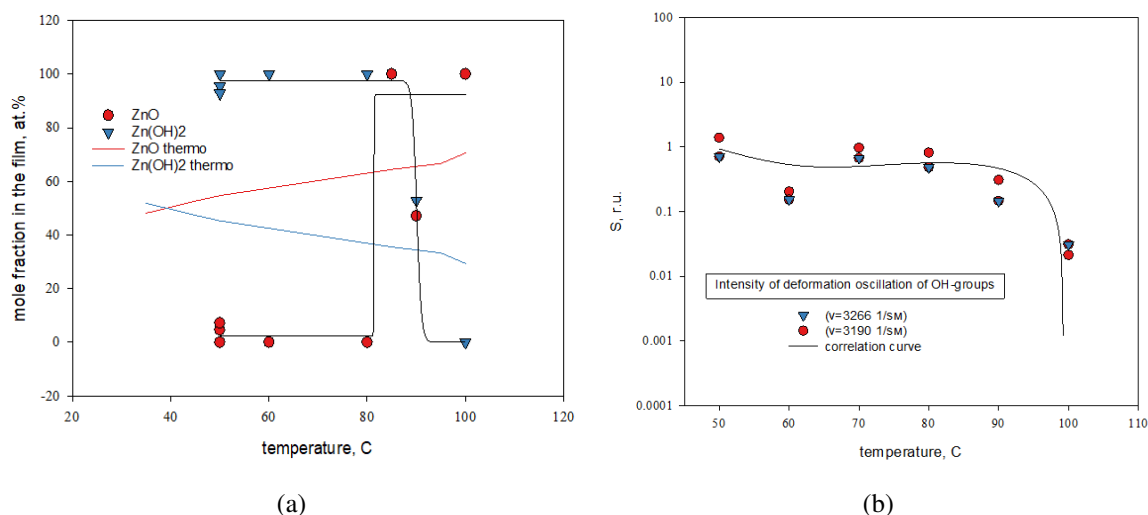 120
100
80
60
40
20
0
-20
mole fraction in the film, at.%
ZnO
Zn(OH)2
ZnO thermo
Zn(OH)2 thermo
20 40 60 80 100 120
temperature, C
(a)
100
10
1
0.1
0.01
0.001
0.0001
S, r.u.
Intensity of deformation oscillation of OH-groups
(v=3266 1/sм)
(v=3190 1/sм)
correlation curve
50 60 70 80 90 100 110
temperature, C
(b)